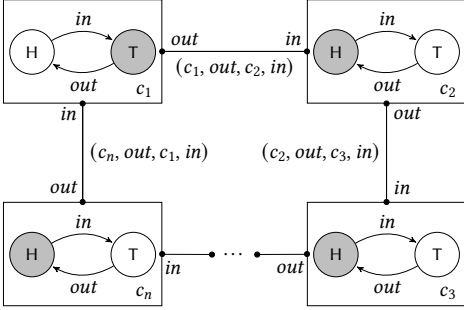 in
H T
out
c₁
out in
(c₁, out, c₂, in)
in
H T
out
c₂
in
out
(cₙ, out, c₁, in)
(c₂, out, c₃, in)
out
in
in
H T
out
cₙ
in ⋯ out
in
H T
out
c₃